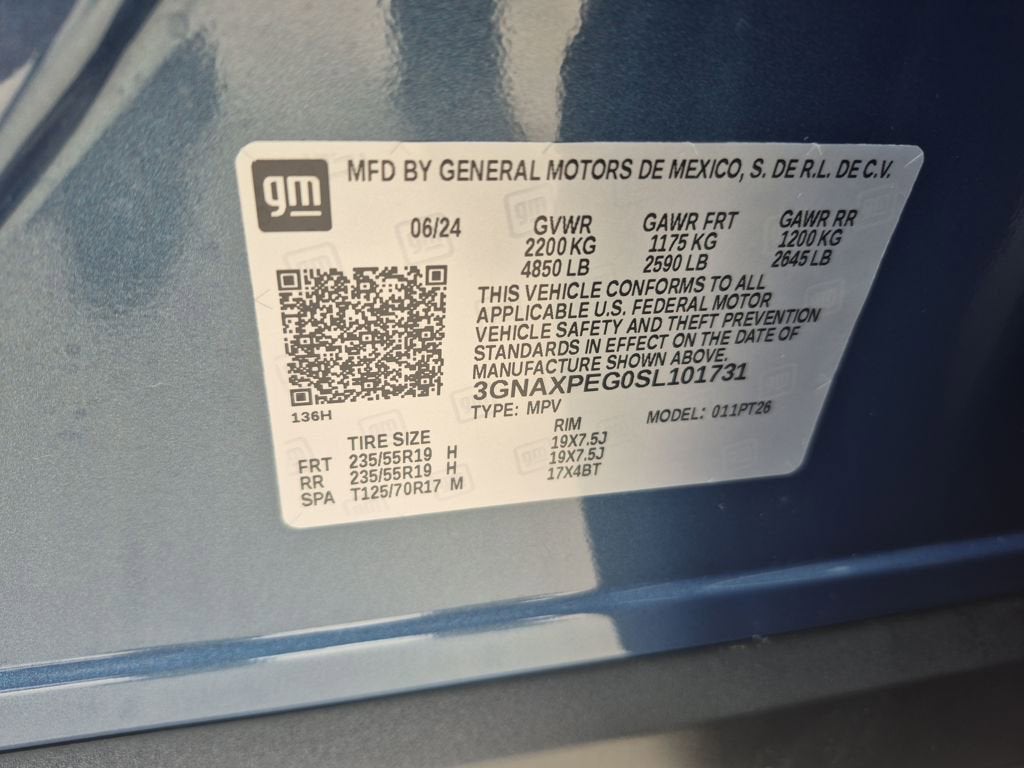 gm MFD BY GENERAL MOTORS DE MEXICO, S. DE R.L. DE C.V.
06/24 GVWR GAWR FRT GAWR RR
2200 KG 1175 KG 1200 KG
4850 LB 2590 LB 2645 LB
THIS VEHICLE CONFORMS TO ALL
APPLICABLE U.S. FEDERAL MOTOR
VEHICLE SAFETY AND THEFT PREVENTION
STANDARDS IN EFFECT ON THE DATE OF
MANUFACTURE SHOWN ABOVE.
3GNAXPEG0SL101731
136H TYPE: MPV MODEL: 011PT26
TIRE SIZE RIM
FRT 235/55R19 H 19X7.5J
RR 235/55R19 H 19X7.5J
SPA T125/70R17 M 17X4BT